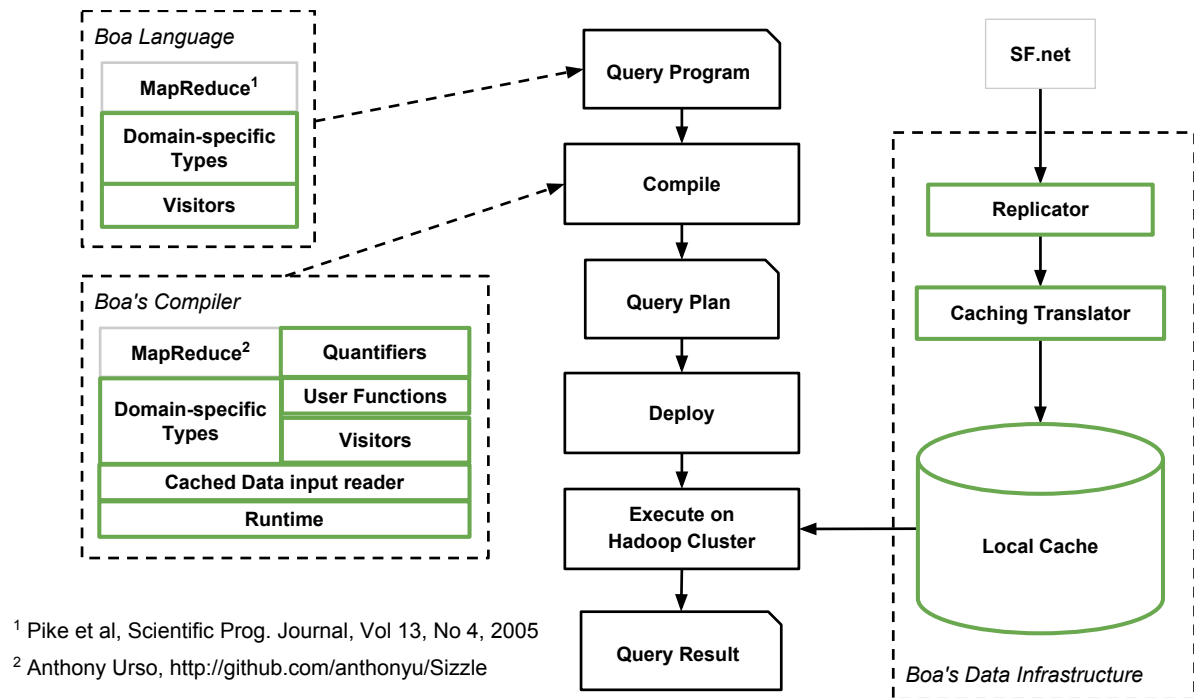 Boa Language
MapReduce1
Domain-specific
Types
Visitors
Boa's Compiler
MapReduce2
Quantifiers
Domain-specific
Types
User Functions
Visitors
Cached Data input reader
Runtime
1 Pike et al, Scientific Prog. Journal, Vol 13, No 4, 2005
2 Anthony Urso, http://github.com/anthonyu/Sizzle
Query Program
Compile
Query Plan
Deploy
Execute on
Hadoop Cluster
Query Result
SF.net
Replicator
Caching Translator
Local Cache
Boa's Data Infrastructure